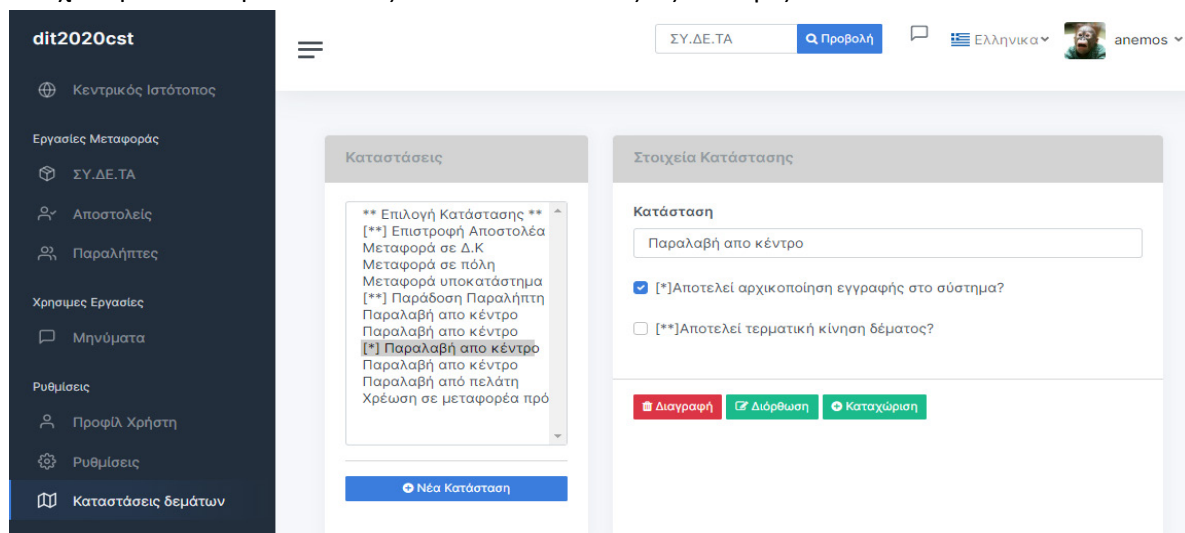 dit2020cst
ΣΥ.ΔΕ.ΤΑ
Προβολή
Ελληνικα
anemos
Κεντρικός Ιστότοπος
Εργασίες Μεταφοράς
ΣΥ.ΔΕ.ΤΑ
Αποστολείς
Παραλήπτες
Χρησιμες Εργασίες
Μηνύματα
Ρυθμίσεις
Προφίλ Χρήστη
Ρυθμίσεις
Καταστάσεις δεμάτων
Καταστάσεις
** Επιλογή Κατάστασης **
[**] Επιστροφή Αποστολέα
Μεταφορά σε Δ.Κ
Μεταφορά σε πόλη
Μεταφορά υποκατάστημα
[**] Παράδοση Παραλήπτη
Παραλαβή απο κέντρο
Παραλαβή απο κέντρο
[*] Παραλαβή απο κέντρο
Παραλαβή απο κέντρο
Παραλαβή από πελάτη
Χρέωση σε μεταφορέα πρό
Νέα Κατάσταση
Στοιχεία Κατάστασης
Κατάσταση
Παραλαβή απο κέντρο
[*]Αποτελεί αρχικοποίηση εγγραφής στο σύστημα?
[**]Αποτελεί τερματική κίνηση δέματος?
Διαγραφή
Διόρθωση
Καταχώριση